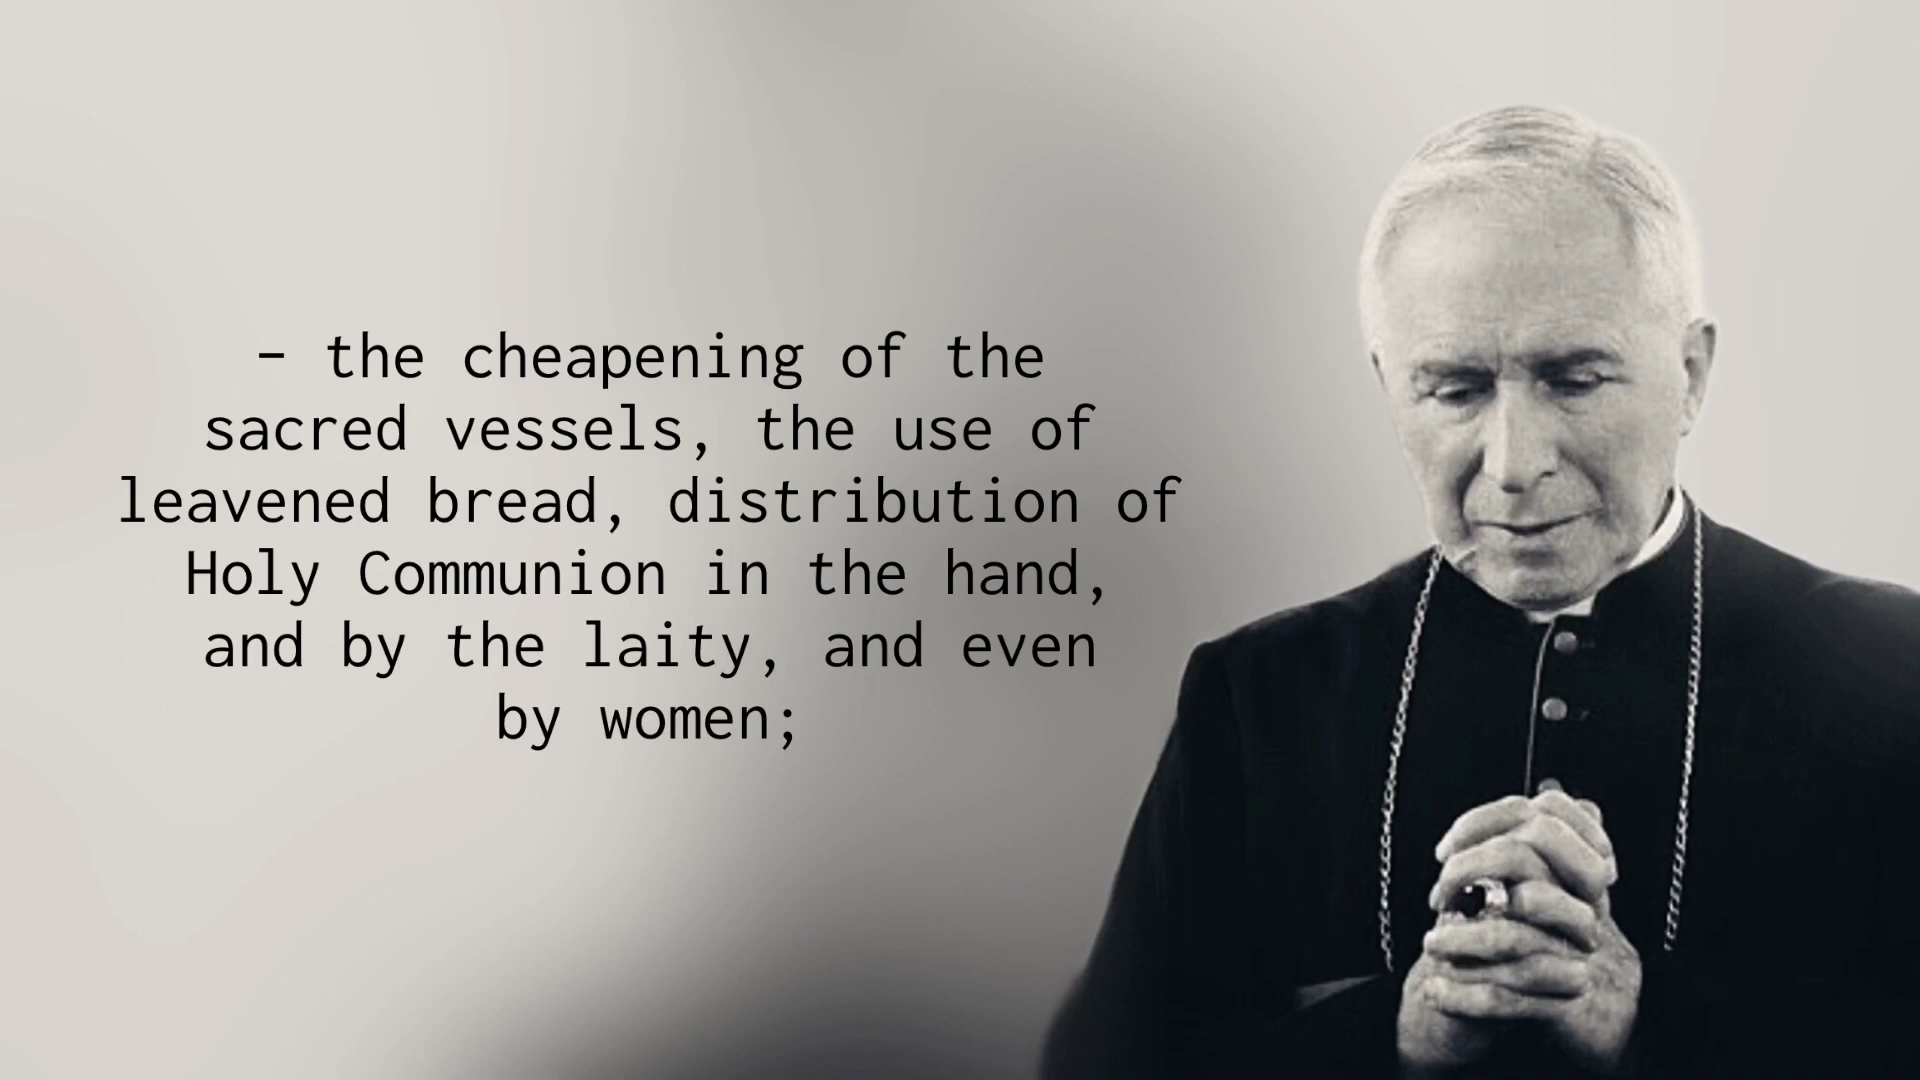 – the cheapening of the
sacred vessels, the use of
leavened bread, distribution of
Holy Communion in the hand,
and by the laity, and even
by women;